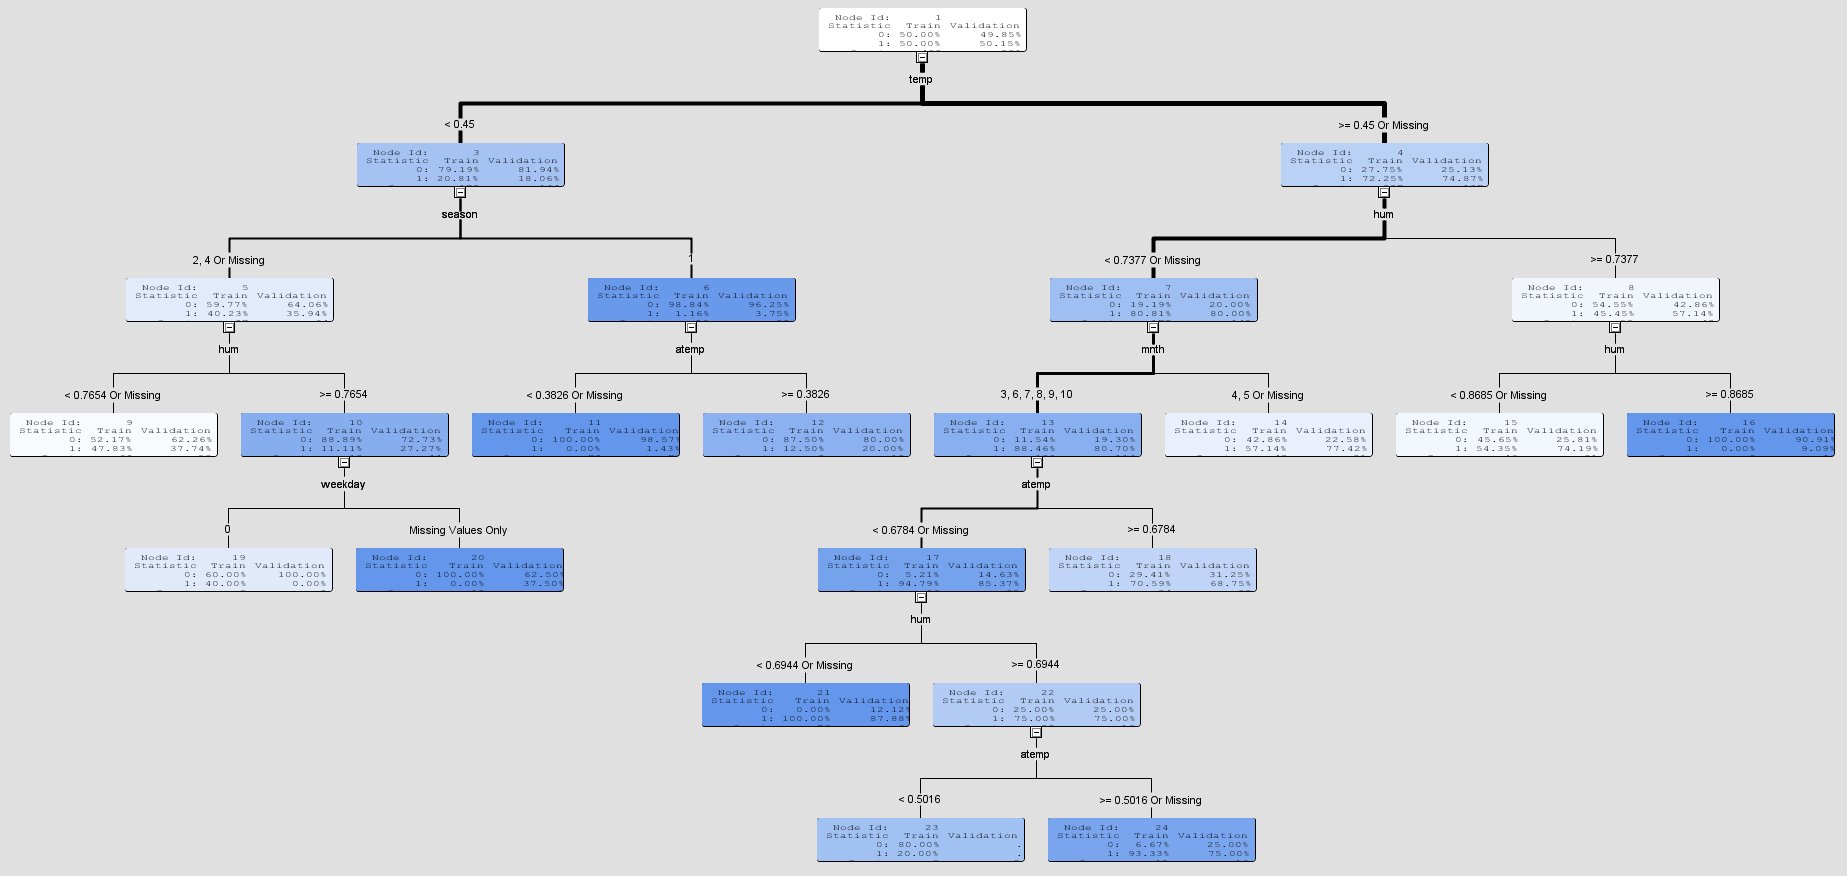 Node Id: 1
Statistic Train Validation
0: 50.00% 49.85%
1: 50.00% 50.15%
temp
< 0.45
>= 0.45 Or Missing
Node Id: 3
Statistic Train Validation
0: 79.19% 81.94%
1: 20.81% 18.06%
Node Id: 4
Statistic Train Validation
0: 27.75% 25.13%
1: 72.25% 74.87%
season
hum
2, 4 Or Missing
1
< 0.7377 Or Missing
>= 0.7377
Node Id: 5
Statistic Train Validation
0: 59.77% 64.06%
1: 40.23% 35.94%
Node Id: 6
Statistic Train Validation
0: 98.84% 96.25%
1: 1.16% 3.75%
Node Id: 7
Statistic Train Validation
0: 19.19% 20.00%
1: 80.81% 80.00%
Node Id: 8
Statistic Train Validation
0: 54.55% 42.86%
1: 45.45% 57.14%
hum
atemp
mnth
hum
< 0.7654 Or Missing
>= 0.7654
< 0.3826 Or Missing
>= 0.3826
3, 6, 7, 8, 9, 10
4, 5 Or Missing
< 0.8685 Or Missing
>= 0.8685
Node Id: 9
Statistic Train Validation
0: 52.17% 62.26%
1: 47.83% 37.74%
Node Id: 10
Statistic Train Validation
0: 88.89% 72.73%
1: 11.11% 27.27%
Node Id: 11
Statistic Train Validation
0: 100.00% 98.57%
1: 0.00% 1.43%
Node Id: 12
Statistic Train Validation
0: 87.50% 80.00%
1: 12.50% 20.00%
Node Id: 13
Statistic Train Validation
0: 11.54% 19.30%
1: 88.46% 80.70%
Node Id: 14
Statistic Train Validation
0: 42.86% 22.58%
1: 57.14% 77.42%
Node Id: 15
Statistic Train Validation
0: 45.65% 25.81%
1: 54.35% 74.19%
Node Id: 16
Statistic Train Validation
0: 100.00% 90.91%
1: 0.00% 9.09%
weekday
atemp
0
Missing Values Only
< 0.6784 Or Missing
>= 0.6784
Node Id: 19
Statistic Train Validation
0: 60.00% 100.00%
1: 40.00% 0.00%
Node Id: 20
Statistic Train Validation
0: 100.00% 62.50%
1: 0.00% 37.50%
Node Id: 17
Statistic Train Validation
0: 5.21% 14.63%
1: 94.79% 85.37%
Node Id: 18
Statistic Train Validation
0: 29.41% 31.25%
1: 70.59% 68.75%
hum
< 0.6944 Or Missing
>= 0.6944
Node Id: 21
Statistic Train Validation
0: 0.00% 12.12%
1: 100.00% 87.88%
Node Id: 22
Statistic Train Validation
0: 25.00% 25.00%
1: 75.00% 75.00%
atemp
< 0.5016
>= 0.5016 Or Missing
Node Id: 23
Statistic Train Validation
0: 80.00% .
1: 20.00% .
Node Id: 24
Statistic Train Validation
0: 6.67% 25.00%
1: 93.33% 75.00%